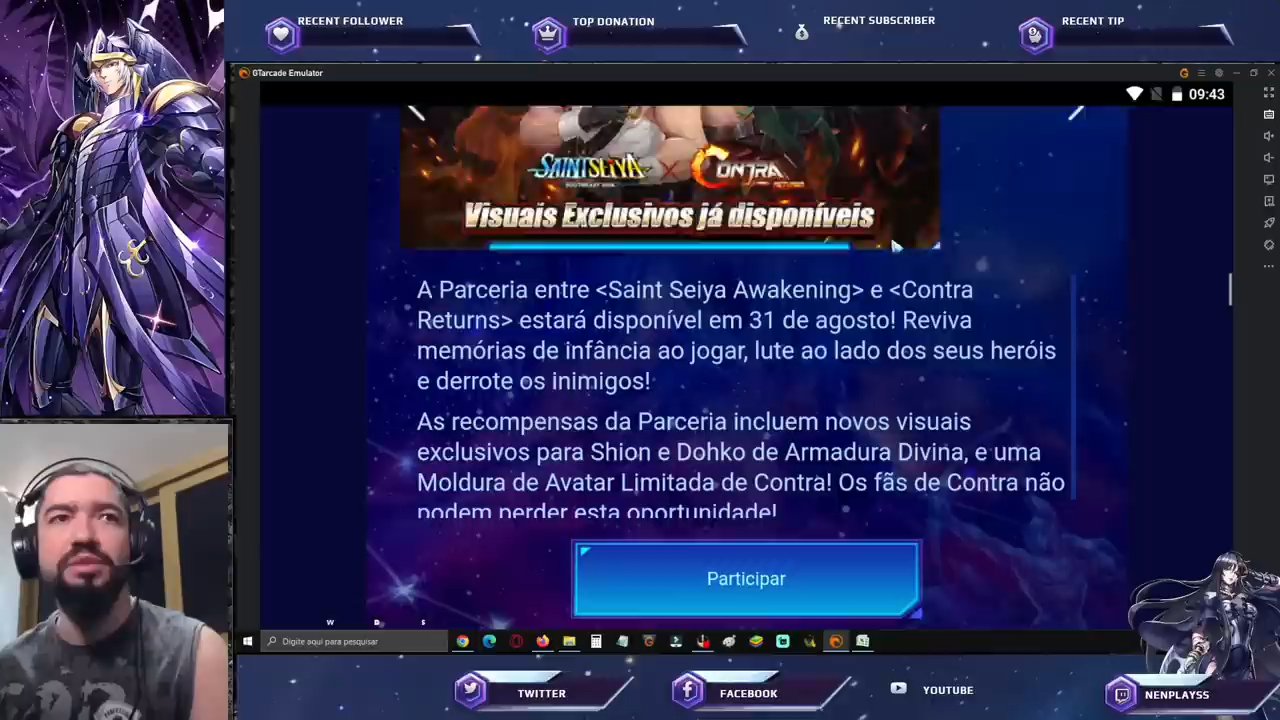 RECENT FOLLOWER
TOP DONATION
RECENT SUBSCRIBER
RECENT TIP
GTarcade Emulator
09:43
SAINT SEIYA
CONTRA
Visuais Exclusivos já disponíveis
A Parceria entre <Saint Seiya Awakening> e <Contra
Returns> estará disponível em 31 de agosto! Reviva
memórias de infância ao jogar, lute ao lado dos seus heróis
e derrote os inimigos!
As recompensas da Parceria incluem novos visuais
exclusivos para Shion e Dohko de Armadura Divina, e uma
Moldura de Avatar Limitada de Contra! Os fãs de Contra não
podem perder esta oportunidade!
Participar
W D S
Digite aqui para pesquisar
TWITTER
FACEBOOK
YOUTUBE
NENPLAYSS